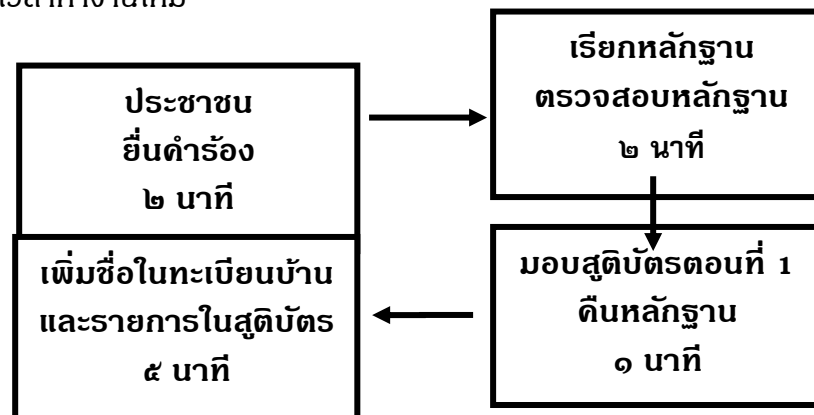 ประชาชน
ยื่นคำร้อง
๒ นาที
เรียกหลักฐาน
ตรวจสอบหลักฐาน
๒ นาที
มอบสูติบัตรตอนที่ 1
คืนหลักฐาน
๑ นาที
เพิ่มชื่อในทะเบียนบ้าน
และรายการในสูติบัตร
๕ นาที